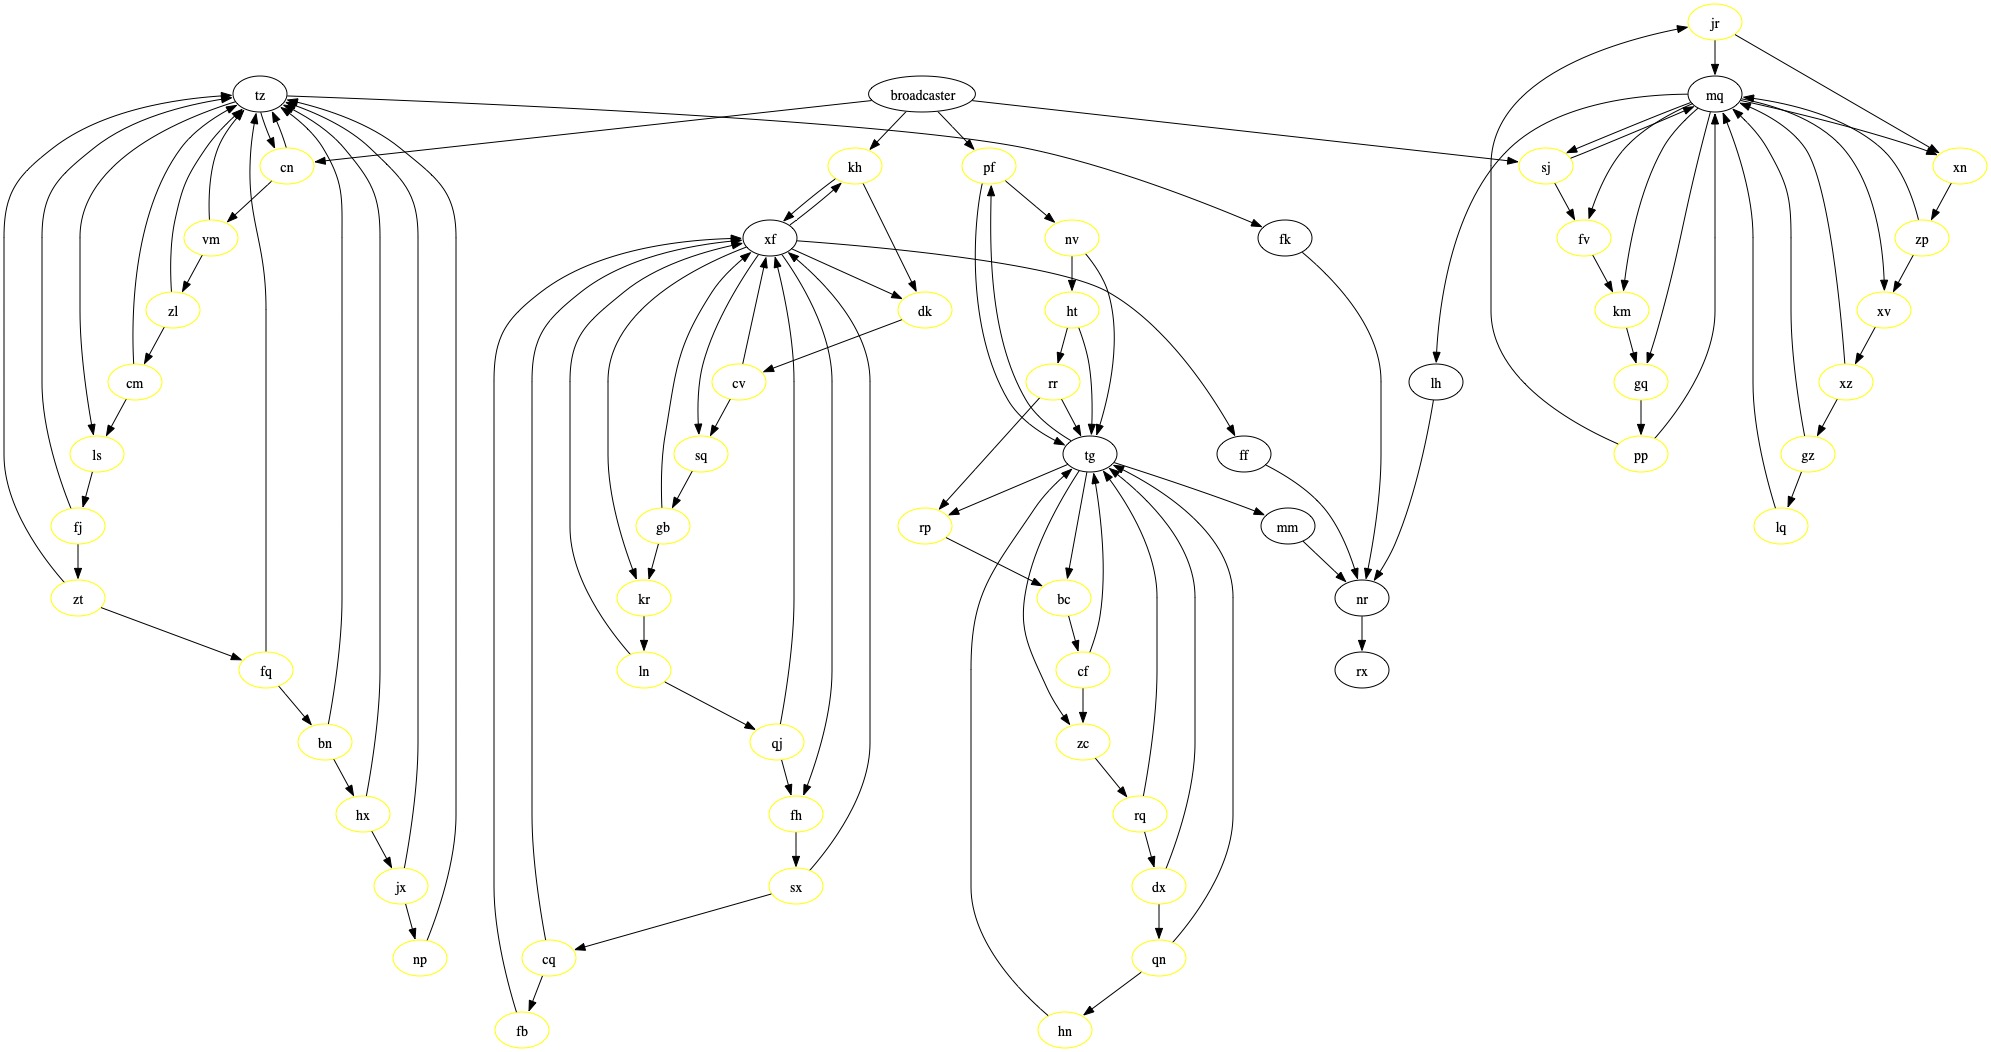 jr
tz
broadcaster
mq
cn
kh
pf
sj
xn
vm
xf
nv
fk
fv
zp
zl
dk
ht
km
xv
cm
cv
rr
lh
gq
xz
ls
sq
tg
ff
pp
gz
fj
gb
rp
mm
lq
zt
kr
bc
nr
fq
ln
cf
rx
bn
qj
zc
hx
fh
rq
jx
sx
dx
np
cq
qn
fb
hn